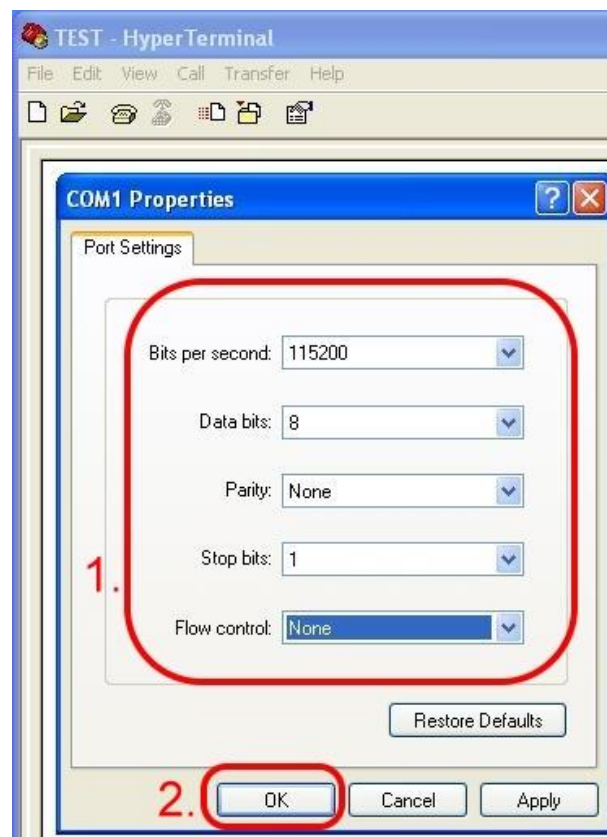 TEST - HyperTerminal
File Edit View Call Transfer Help
COM1 Properties
Port Settings
Bits per second: 115200
Data bits: 8
Parity: None
Stop bits: 1
1.
Flow control: None
Restore Defaults
2. OK Cancel Apply